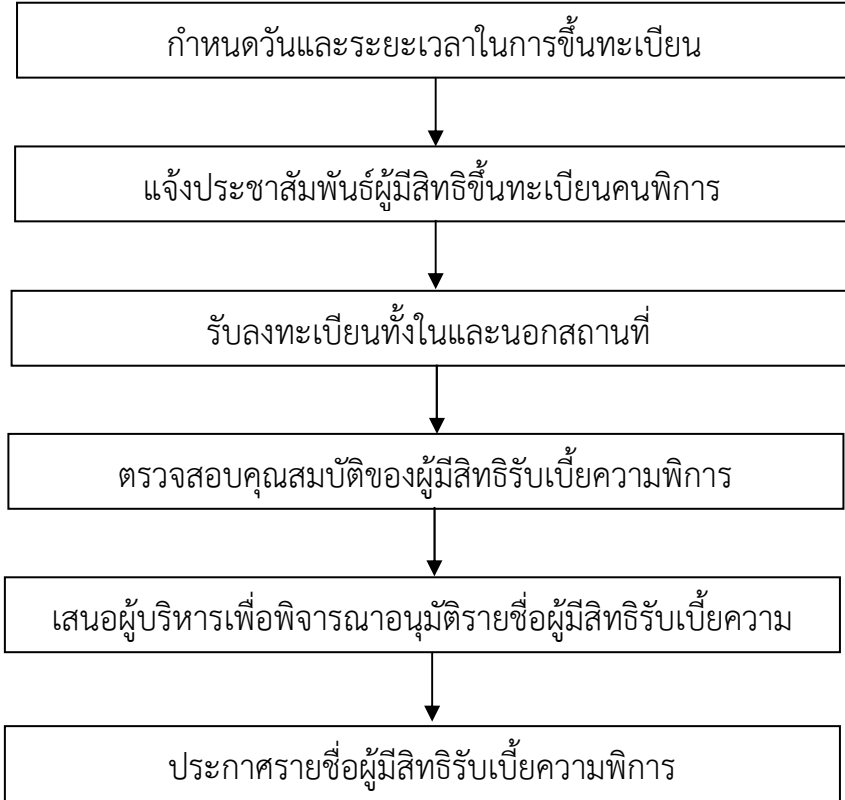 กำหนดวันและระยะเวลาในการขึ้นทะเบียน
แจ้งประชาสัมพันธ์ผู้มีสิทธิขึ้นทะเบียนคนพิการ
รับลงทะเบียนทั้งในและนอกสถานที่
ตรวจสอบคุณสมบัติของผู้มีสิทธิรับเบี้ยความพิการ
เสนอผู้บริหารเพื่อพิจารณาอนุมัติรายชื่อผู้มีสิทธิรับเบี้ยความ
ประกาศรายชื่อผู้มีสิทธิรับเบี้ยความพิการ